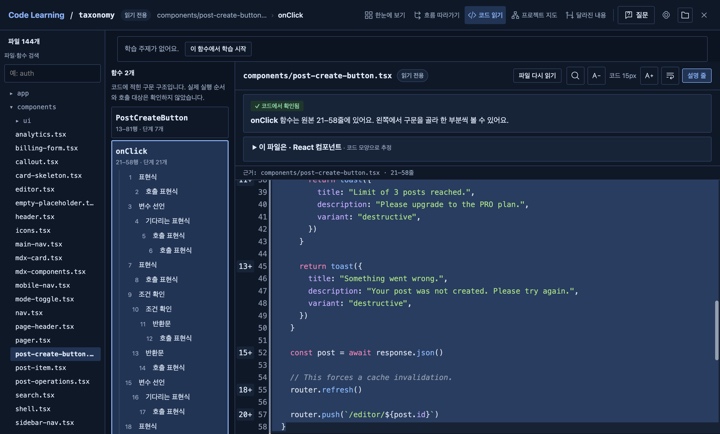 Code Learning / taxonomy 읽기 전용 components/post-create-button... › onClick 한눈에 보기 흐름 따라가기 코드 읽기 프로젝트 지도 달라진 내용 질문
파일 144개
파일·함수 검색
예: auth
▸ app
▾ components
▸ ui
analytics.tsx
billing-form.tsx
callout.tsx
card-skeleton.tsx
editor.tsx
empty-placeholder.t...
footer.tsx
header.tsx
icons.tsx
main-nav.tsx
mdx-card.tsx
mdx-components.tsx
mobile-nav.tsx
mode-toggle.tsx
nav.tsx
page-header.tsx
pager.tsx
post-create-button....
post-item.tsx
post-operations.tsx
search.tsx
shell.tsx
sidebar-nav.tsx
학습 주제가 없어요. 이 함수에서 학습 시작
함수 2개
코드에 적힌 구문 구조입니다. 실제 실행 순서와 호출 대상은 확인하지 않았습니다.
PostCreateButton
13–81행 · 단계 7개
onClick
21–58행 · 단계 21개
1 표현식
2 호출 표현식
3 변수 선언
4 기다리는 표현식
5 호출 표현식
6 호출 표현식
7 표현식
8 호출 표현식
9 조건 확인
10 조건 확인
11 반환문
12 호출 표현식
13 반환문
14 호출 표현식
15 변수 선언
16 기다리는 표현식
17 호출 표현식
18 표현식
components/post-create-button.tsx 읽기 전용 파일 다시 읽기 A− 코드 15px A+ 설명 줄
✓ 코드에서 확인됨
onClick 함수는 원본 21–58줄에 있어요. 왼쪽에서 구문을 골라 한 부분씩 볼 수 있어요.
▸ 이 파일은 · React 컴포넌트 · 코드 모양으로 추정
근거: components/post-create-button.tsx · 21–58줄
11+ 38 return toast({
39 title: "Limit of 3 posts reached.",
40 description: "Please upgrade to the PRO plan.",
41 variant: "destructive",
42 })
43 }
44
13+ 45 return toast({
46 title: "Something went wrong.",
47 description: "Your post was not created. Please try again.",
48 variant: "destructive",
49 })
50 }
51
15+ 52 const post = await response.json()
53
54 // This forces a cache invalidation.
18+ 55 router.refresh()
56
20+ 57 router.push(`/editor/${post.id}`)
58 }